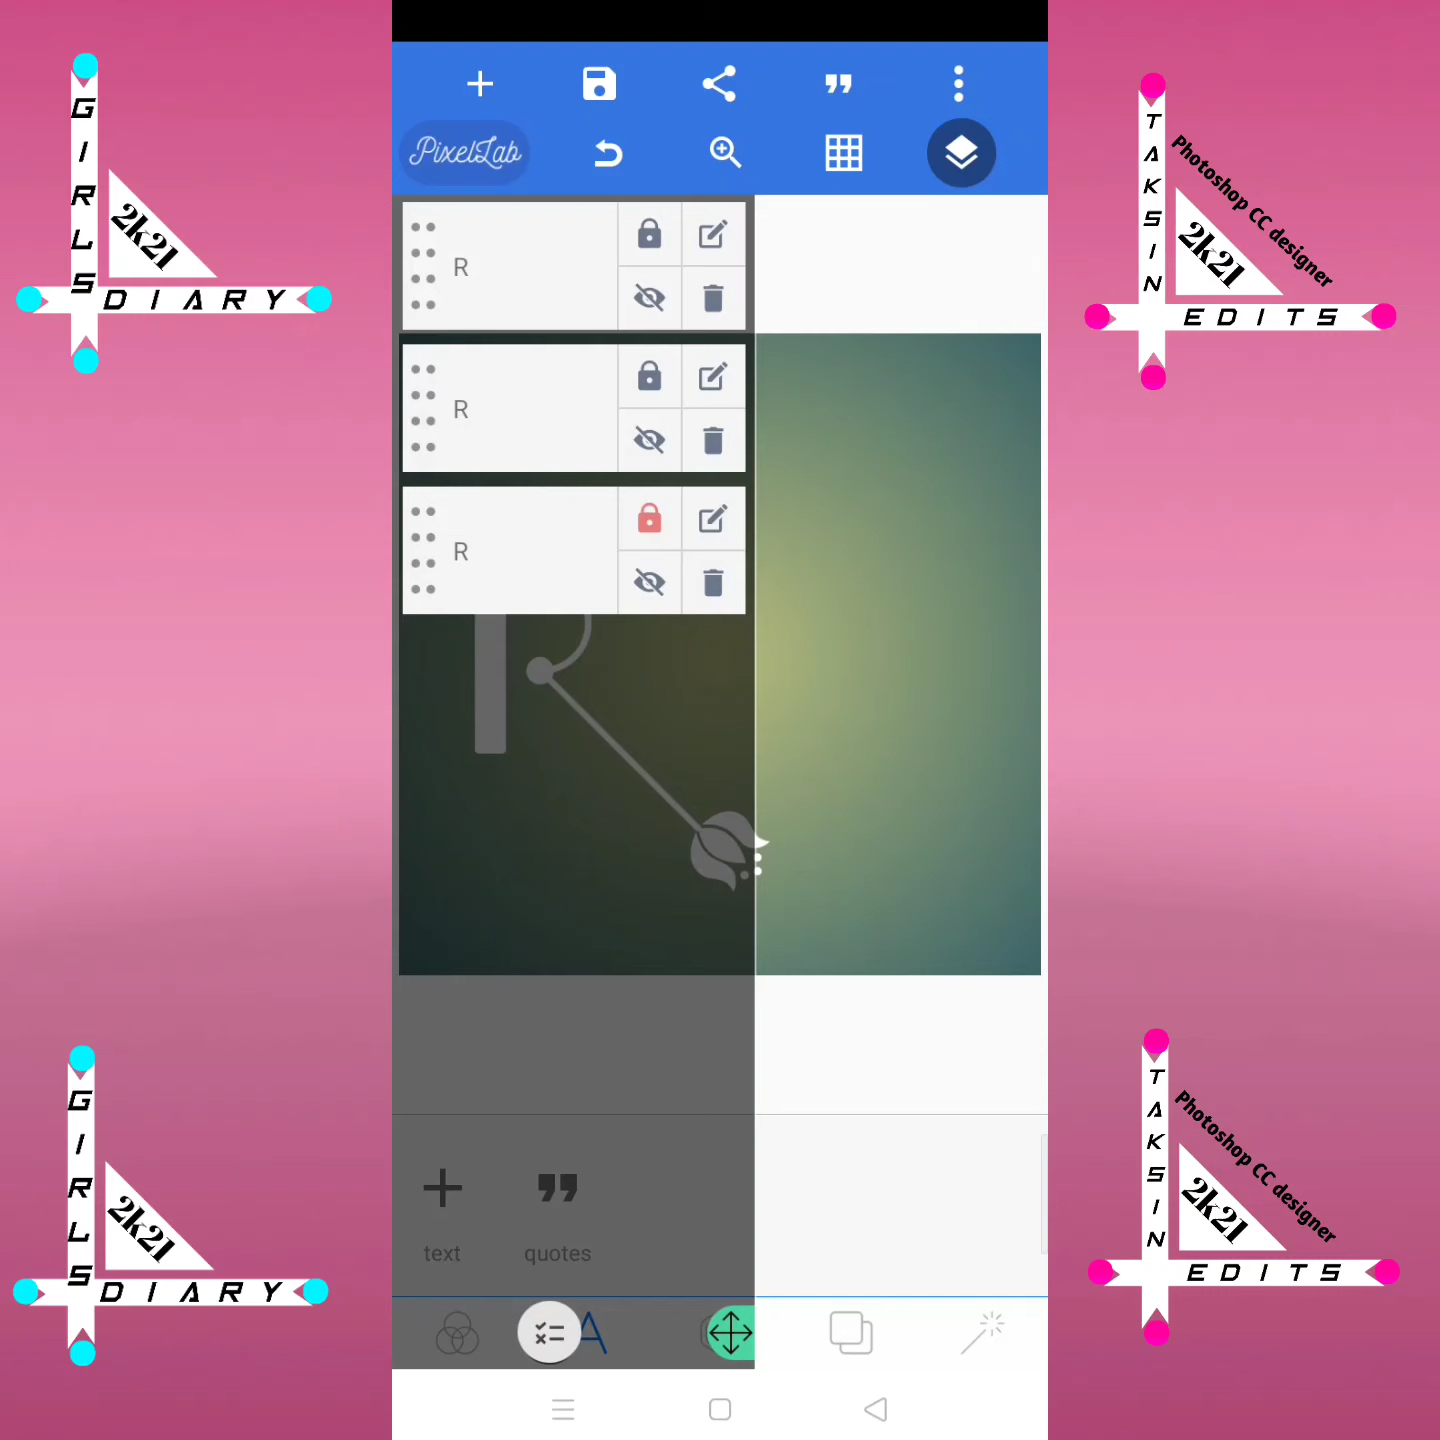 GIRLS
2k21
DIARY
PixelLab
R
R
R
R
text
quotes
A
TAKSIN
Photoshop CC designer
2k21
EDITS
GIRLS
2k21
DIARY
TAKSIN
Photoshop CC designer
2k21
EDITS